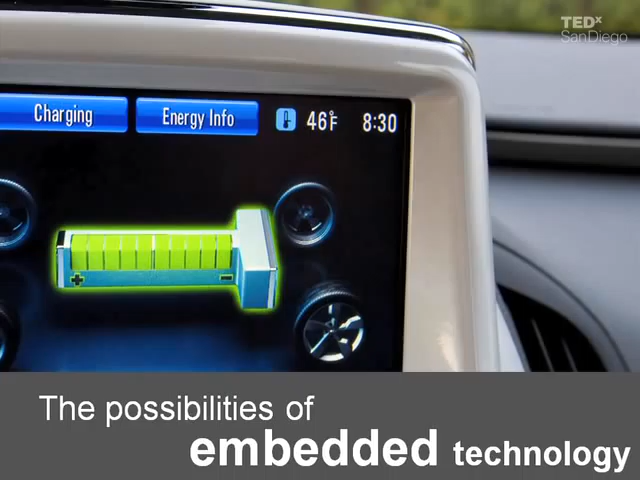 TEDx
SanDiego
Charging
Energy Info
46°F
8:30
+
-
The possibilities of
embedded technology